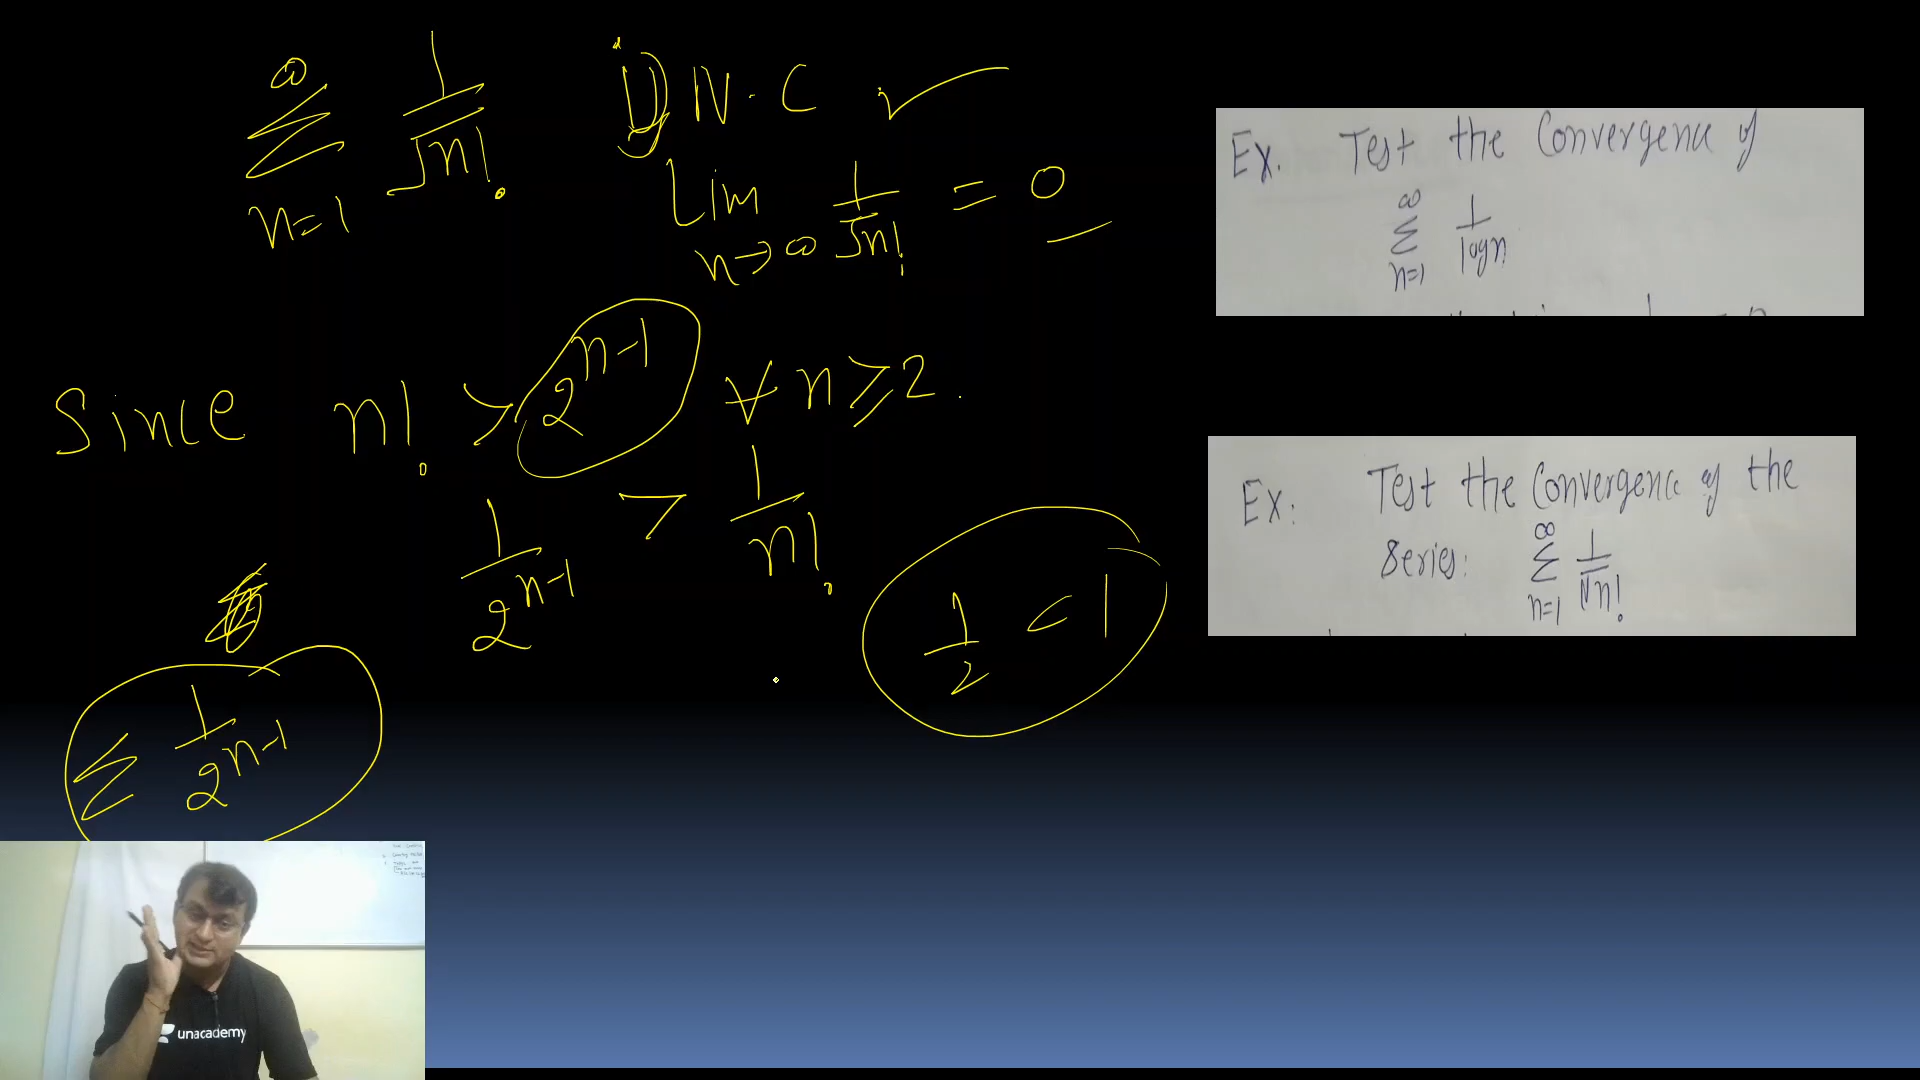 ∞
Σ 1/√n!
n=1
1) N.C ✓
Lim 1/√n! = 0
n→∞
Since n! > 2^(n-1) ∀ n ≥ 2.
1/2^(n-1) > 1/n!
1/2 < 1
Σ 1/2^(n-1)
unacademy
Ex. Test the Convergence of
∞
Σ 1/logn
n=1
Ex: Test the Convergence of the
Series: ∞
Σ 1/√n!
n=1